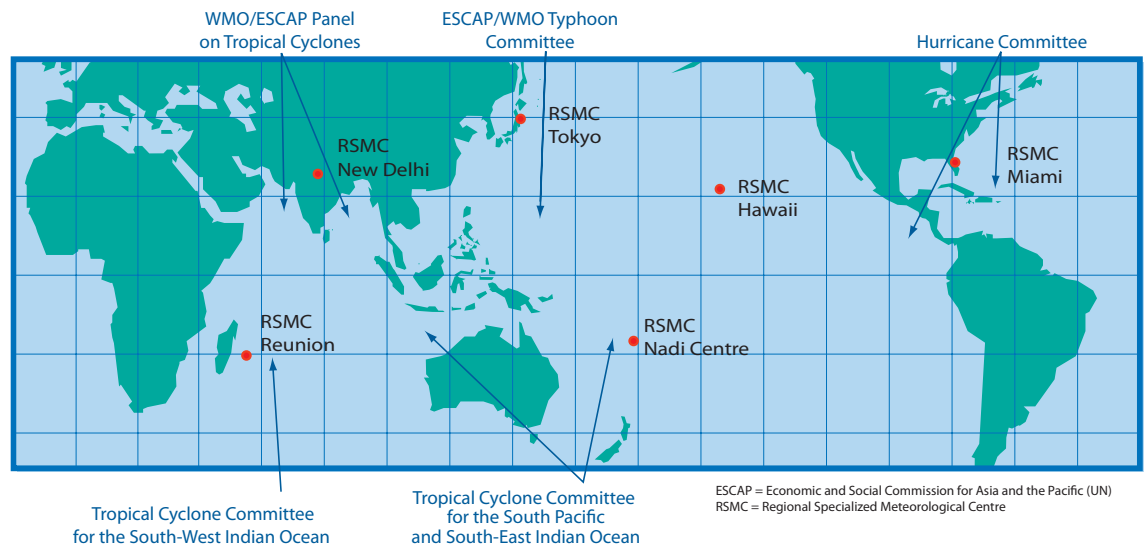 WMO/ESCAP Panel
on Tropical Cyclones
ESCAP/WMO Typhoon
Committee
Hurricane Committee
RSMC
Tokyo
RSMC
New Delhi
RSMC
Hawaii
RSMC
Miami
RSMC
Reunion
RSMC
Nadi Centre
Tropical Cyclone Committee
for the South-West Indian Ocean
Tropical Cyclone Committee
for the South Pacific
and South-East Indian Ocean
ESCAP = Economic and Social Commission for Asia and the Pacific (UN)
RSMC = Regional Specialized Meteorological Centre